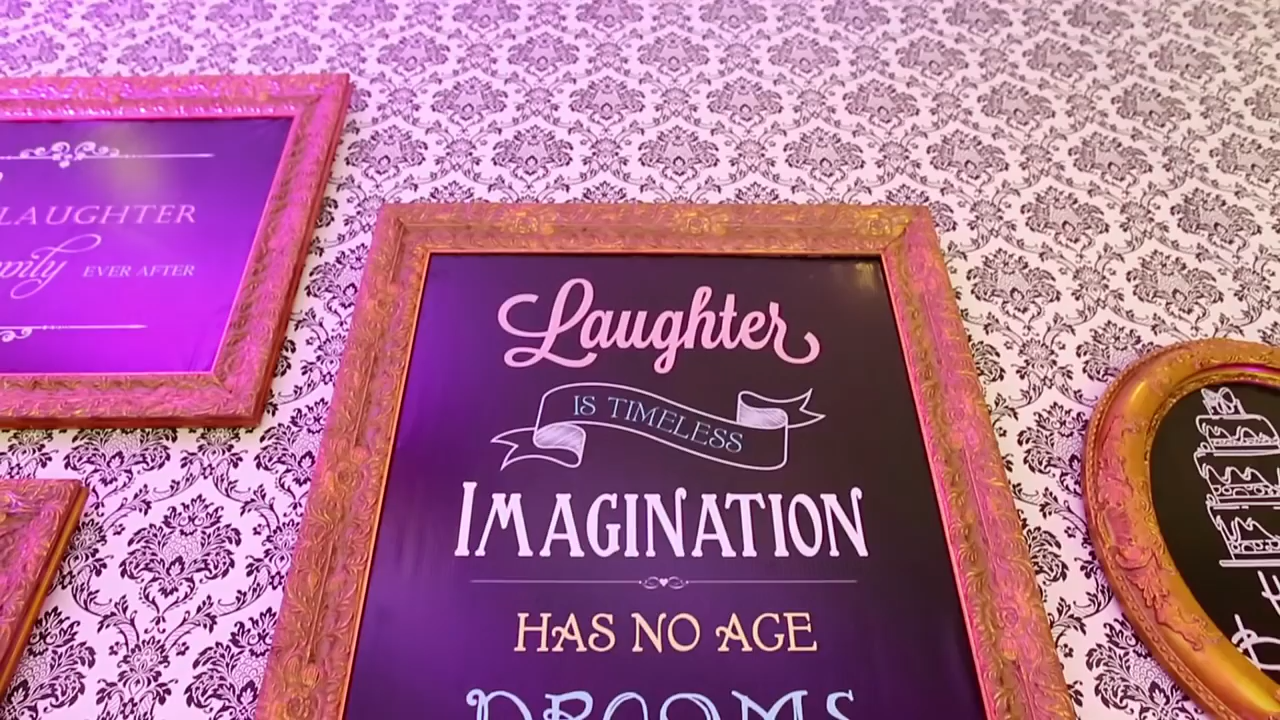 LAUGHTER
EVER AFTER
Laughter
IS TIMELESS
IMAGINATION
HAS NO AGE